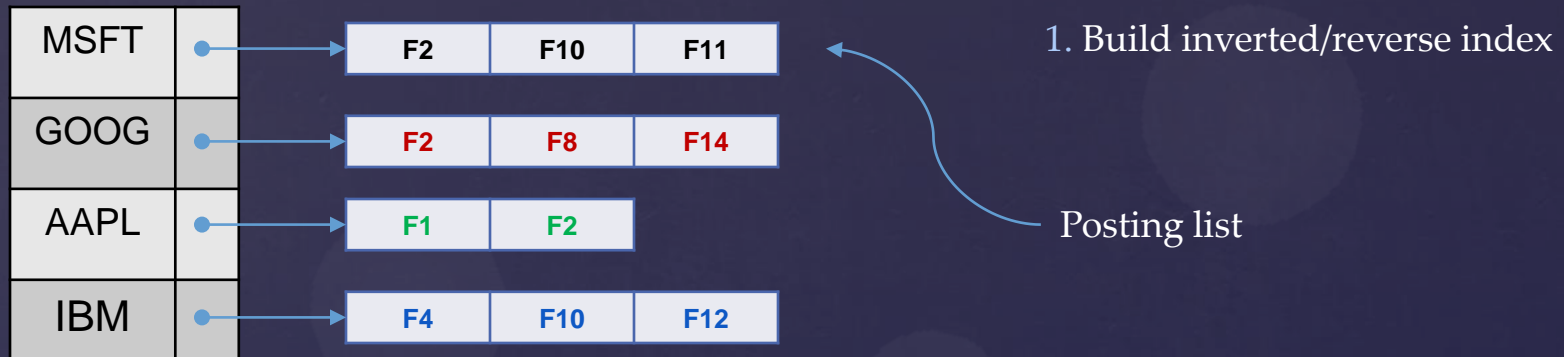 MSFT F2 F10 F11
1. Build inverted/reverse index
GOOG F2 F8 F14
AAPL F1 F2
Posting list
IBM F4 F10 F12